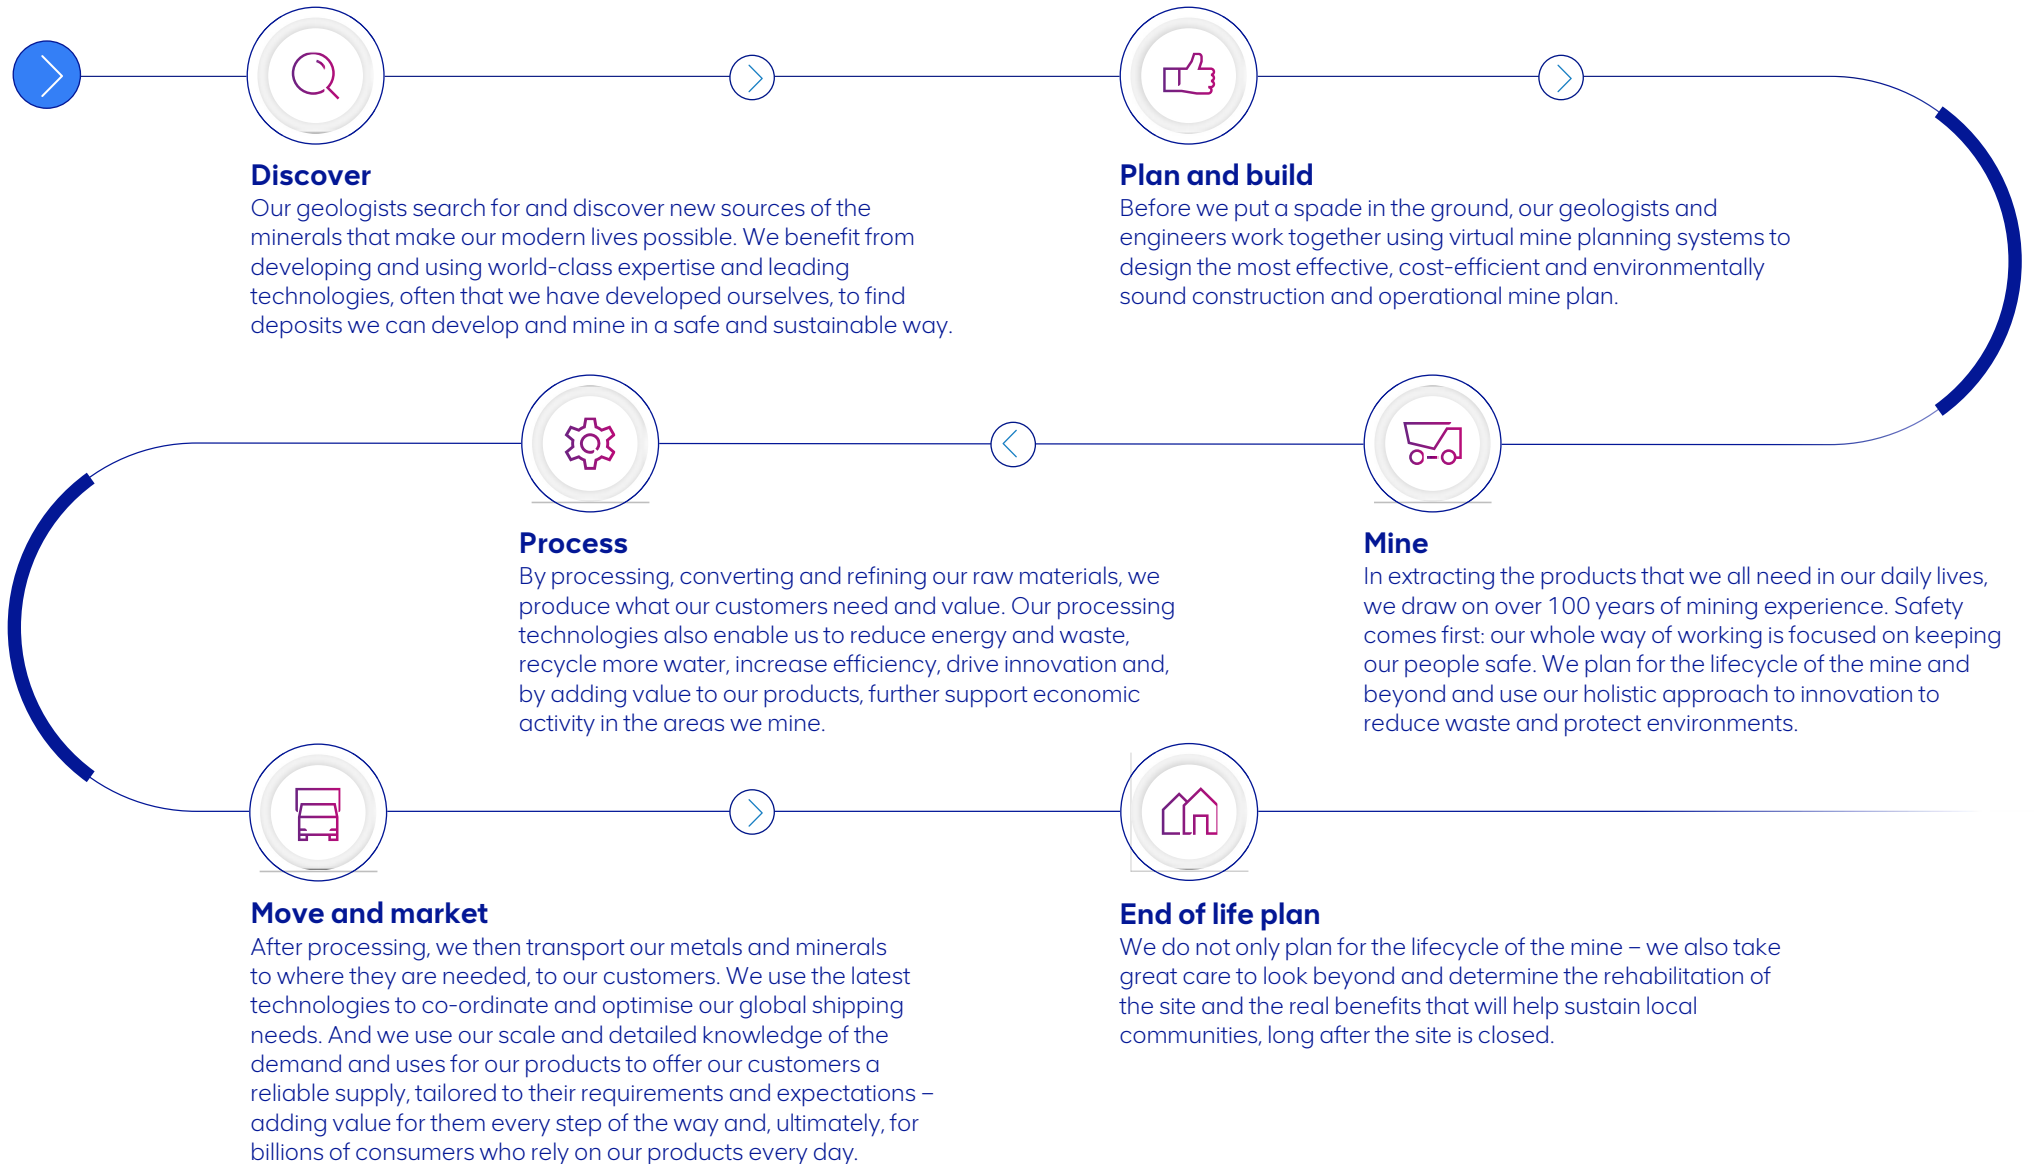 Discover
Our geologists search for and discover new sources of the
minerals that make our modern lives possible. We benefit from
developing and using world-class expertise and leading
technologies, often that we have developed ourselves, to find
deposits we can develop and mine in a safe and sustainable way.
Plan and build
Before we put a spade in the ground, our geologists and
engineers work together using virtual mine planning systems to
design the most effective, cost-efficient and environmentally
sound construction and operational mine plan.
Mine
In extracting the products that we all need in our daily lives,
we draw on over 100 years of mining experience. Safety
comes first: our whole way of working is focused on keeping
our people safe. We plan for the lifecycle of the mine and
beyond and use our holistic approach to innovation to
reduce waste and protect environments.
Process
By processing, converting and refining our raw materials, we
produce what our customers need and value. Our processing
technologies also enable us to reduce energy and waste,
recycle more water, increase efficiency, drive innovation and,
by adding value to our products, further support economic
activity in the areas we mine.
Move and market
After processing, we then transport our metals and minerals
to where they are needed, to our customers. We use the latest
technologies to co-ordinate and optimise our global shipping
needs. And we use our scale and detailed knowledge of the
demand and uses for our products to offer our customers a
reliable supply, tailored to their requirements and expectations –
adding value for them every step of the way and, ultimately, for
billions of consumers who rely on our products every day.
End of life plan
We do not only plan for the lifecycle of the mine – we also take
great care to look beyond and determine the rehabilitation of
the site and the real benefits that will help sustain local
communities, long after the site is closed.